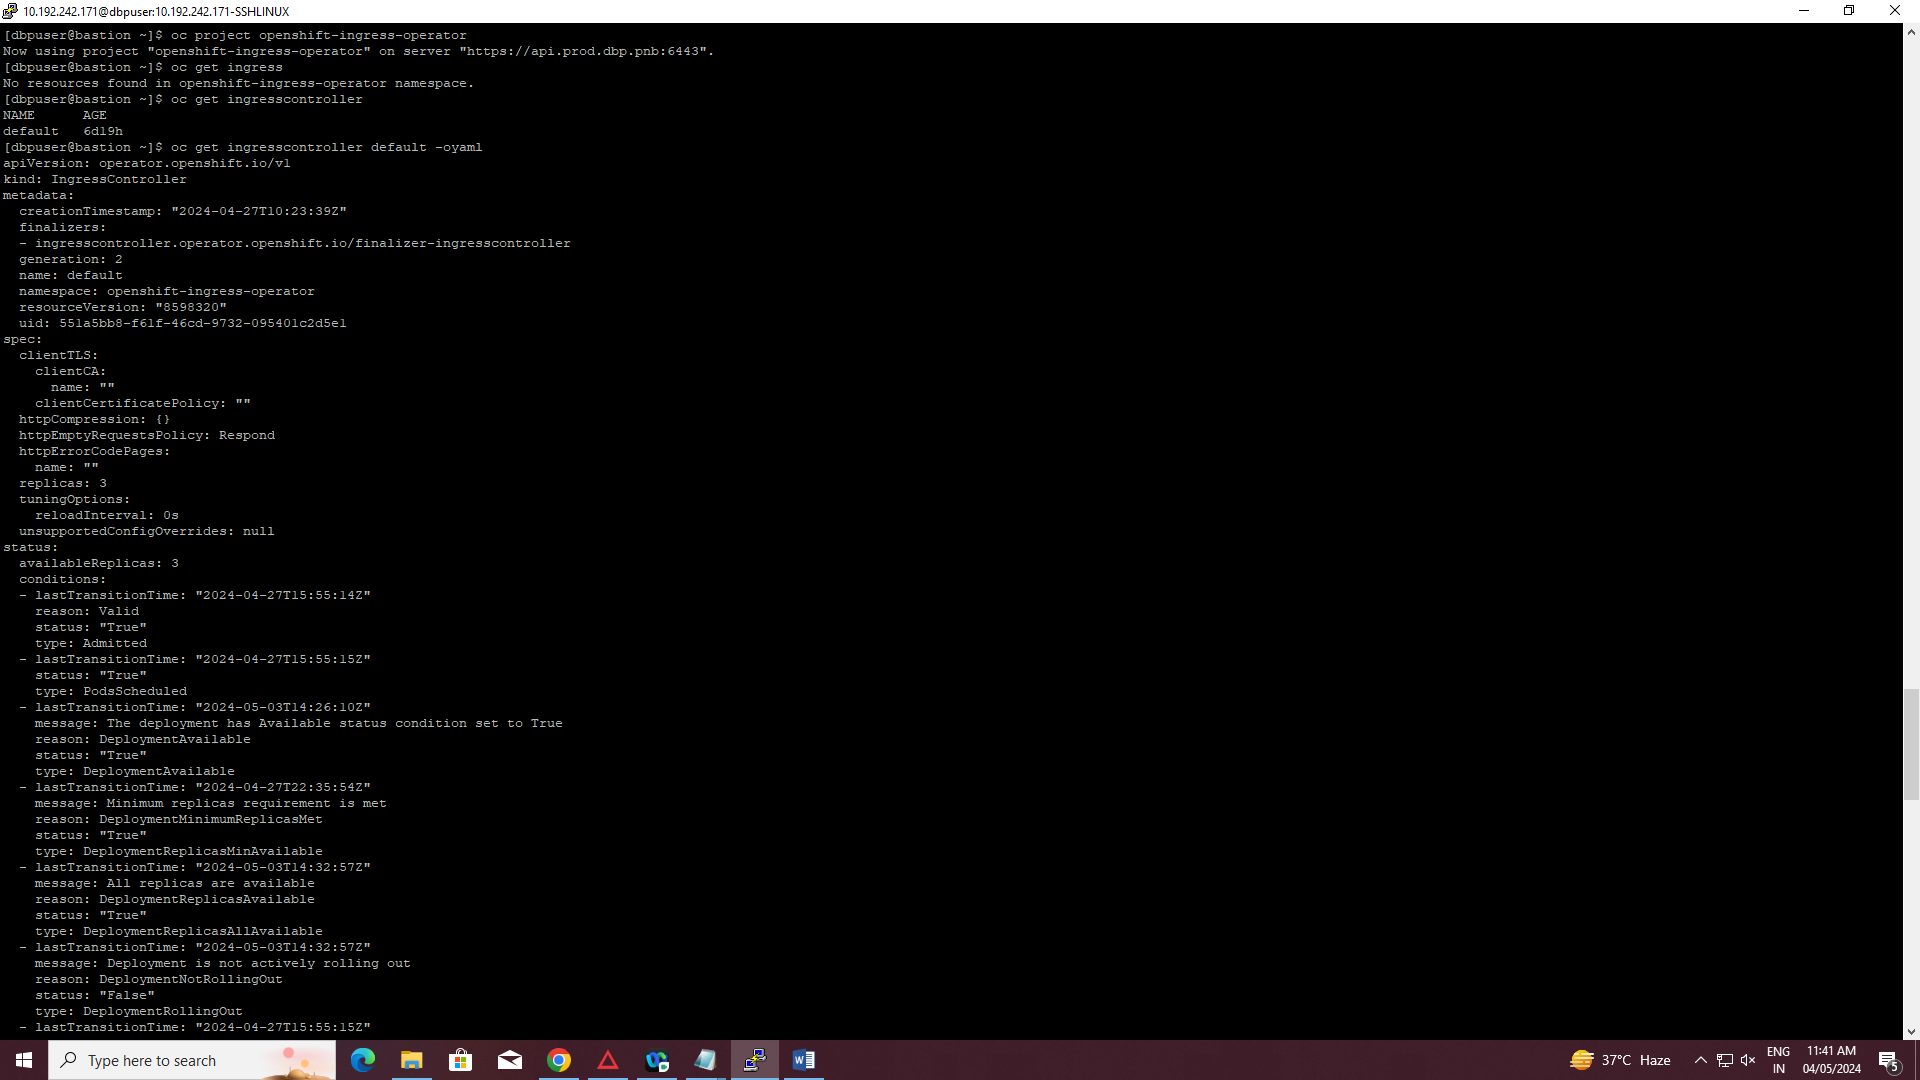 10.192.242.171@dbpuser:10.192.242.171-SSHLINUX
[dbpuser@bastion ~]$ oc project openshift-ingress-operator
Now using project "openshift-ingress-operator" on server "https://api.prod.dbp.pnb:6443".
[dbpuser@bastion ~]$ oc get ingress
No resources found in openshift-ingress-operator namespace.
[dbpuser@bastion ~]$ oc get ingresscontroller
NAME      AGE
default   6d19h
[dbpuser@bastion ~]$ oc get ingresscontroller default -oyaml
apiVersion: operator.openshift.io/v1
kind: IngressController
metadata:
  creationTimestamp: "2024-04-27T10:23:39Z"
  finalizers:
  - ingresscontroller.operator.openshift.io/finalizer-ingresscontroller
  generation: 2
  name: default
  namespace: openshift-ingress-operator
  resourceVersion: "8598320"
  uid: 551a5bb8-f61f-46cd-9732-095401c2d5e1
spec:
  clientTLS:
    clientCA:
      name: ""
    clientCertificatePolicy: ""
  httpCompression: {}
  httpEmptyRequestsPolicy: Respond
  httpErrorCodePages:
    name: ""
  replicas: 3
  tuningOptions:
    reloadInterval: 0s
  unsupportedConfigOverrides: null
status:
  availableReplicas: 3
  conditions:
  - lastTransitionTime: "2024-04-27T15:55:14Z"
    reason: Valid
    status: "True"
    type: Admitted
  - lastTransitionTime: "2024-04-27T15:55:15Z"
    status: "True"
    type: PodsScheduled
  - lastTransitionTime: "2024-05-03T14:26:10Z"
    message: The deployment has Available status condition set to True
    reason: DeploymentAvailable
    status: "True"
    type: DeploymentAvailable
  - lastTransitionTime: "2024-04-27T22:35:54Z"
    message: Minimum replicas requirement is met
    reason: DeploymentMinimumReplicasMet
    status: "True"
    type: DeploymentReplicasMinAvailable
  - lastTransitionTime: "2024-05-03T14:32:57Z"
    message: All replicas are available
    reason: DeploymentReplicasAvailable
    status: "True"
    type: DeploymentReplicasAllAvailable
  - lastTransitionTime: "2024-05-03T14:32:57Z"
    message: Deployment is not actively rolling out
    reason: DeploymentNotRollingOut
    status: "False"
    type: DeploymentRollingOut
  - lastTransitionTime: "2024-04-27T15:55:15Z"
Type here to search
37°C Haze
ENG
IN
11:41 AM
04/05/2024
5